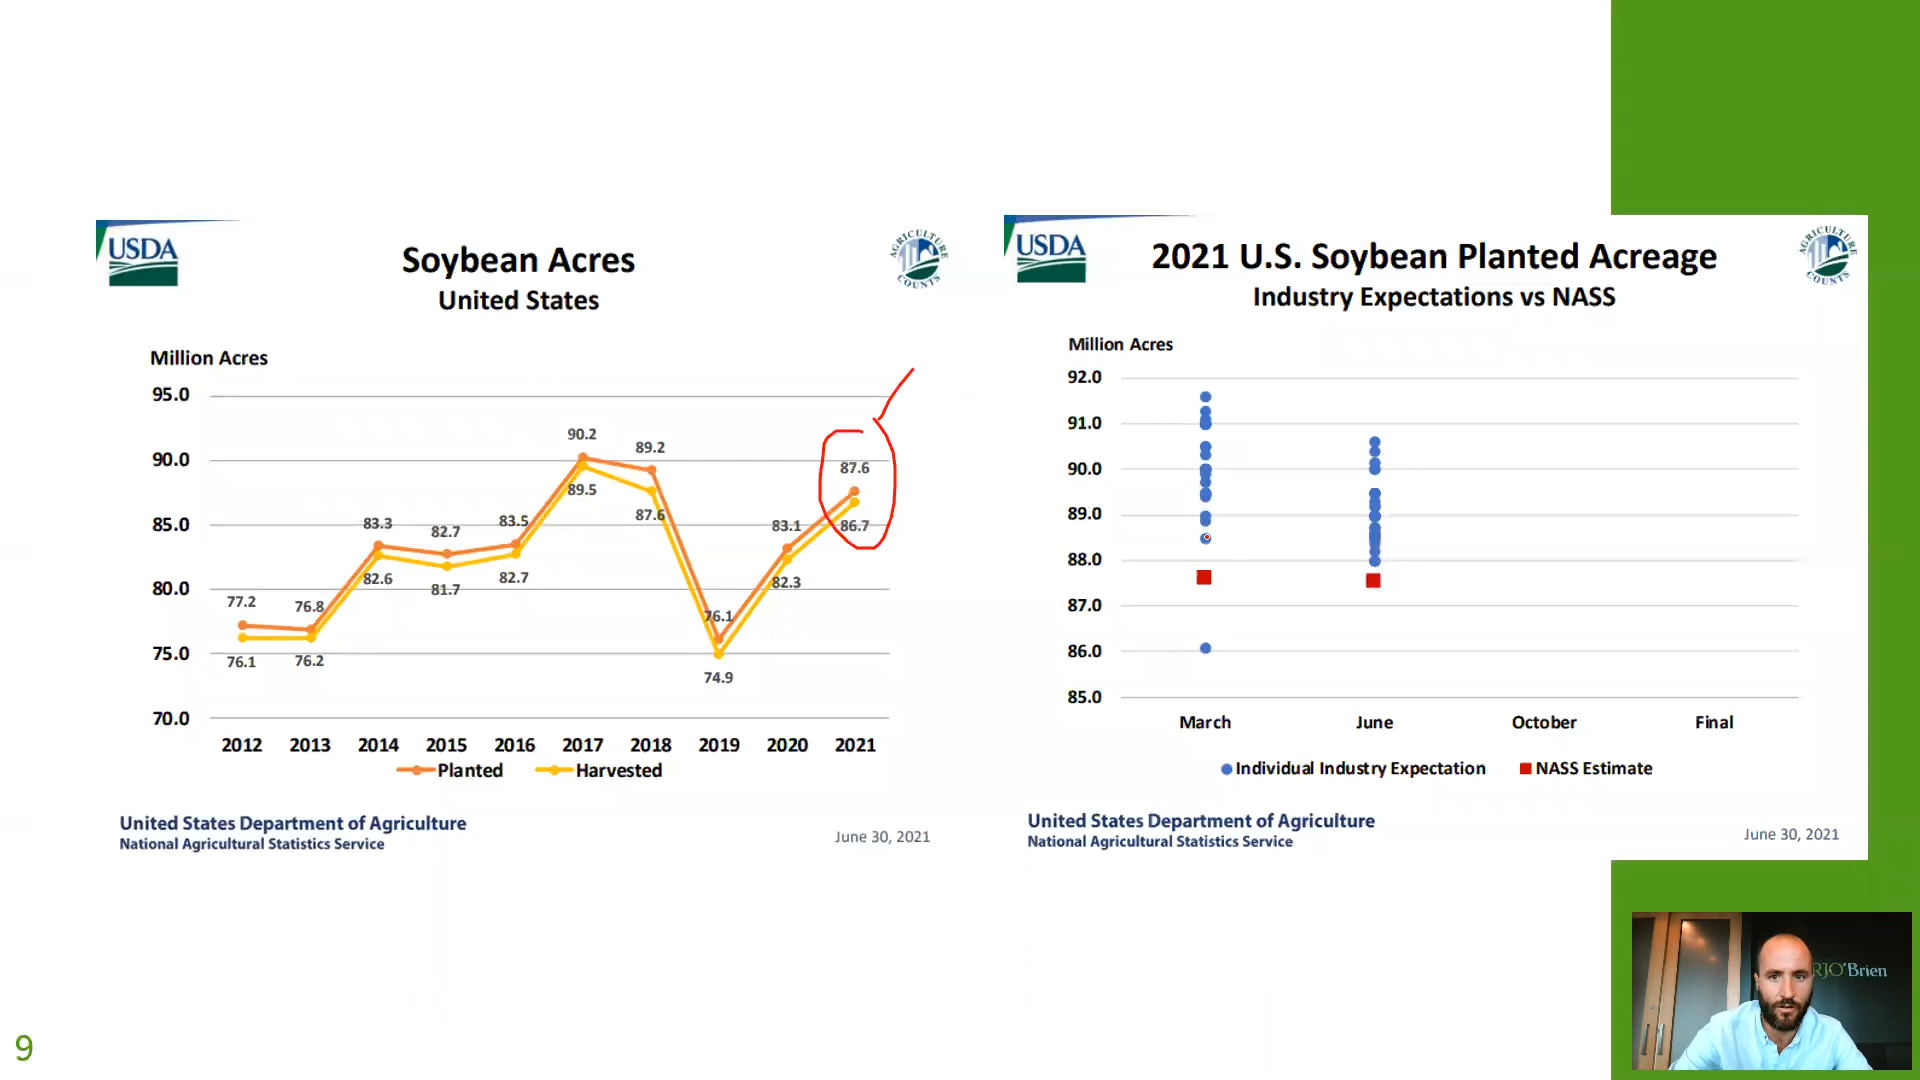 USDA
AGRICULTURE
COUNTS
Soybean Acres
United States
Million Acres
95.0
90.0
85.0
80.0
75.0
70.0
77.2
76.8
83.3
82.7
83.5
90.2
89.2
76.1
83.1
87.6
76.1
76.2
82.6
81.7
82.7
89.5
87.6
74.9
82.3
86.7
2012 2013 2014 2015 2016 2017 2018 2019 2020 2021
Planted Harvested
United States Department of Agriculture
National Agricultural Statistics Service
June 30, 2021
USDA
AGRICULTURE
COUNTS
2021 U.S. Soybean Planted Acreage
Industry Expectations vs NASS
Million Acres
92.0
91.0
90.0
89.0
88.0
87.0
86.0
85.0
March June October Final
Individual Industry Expectation NASS Estimate
United States Department of Agriculture
National Agricultural Statistics Service
June 30, 2021
RJO'Brien
9